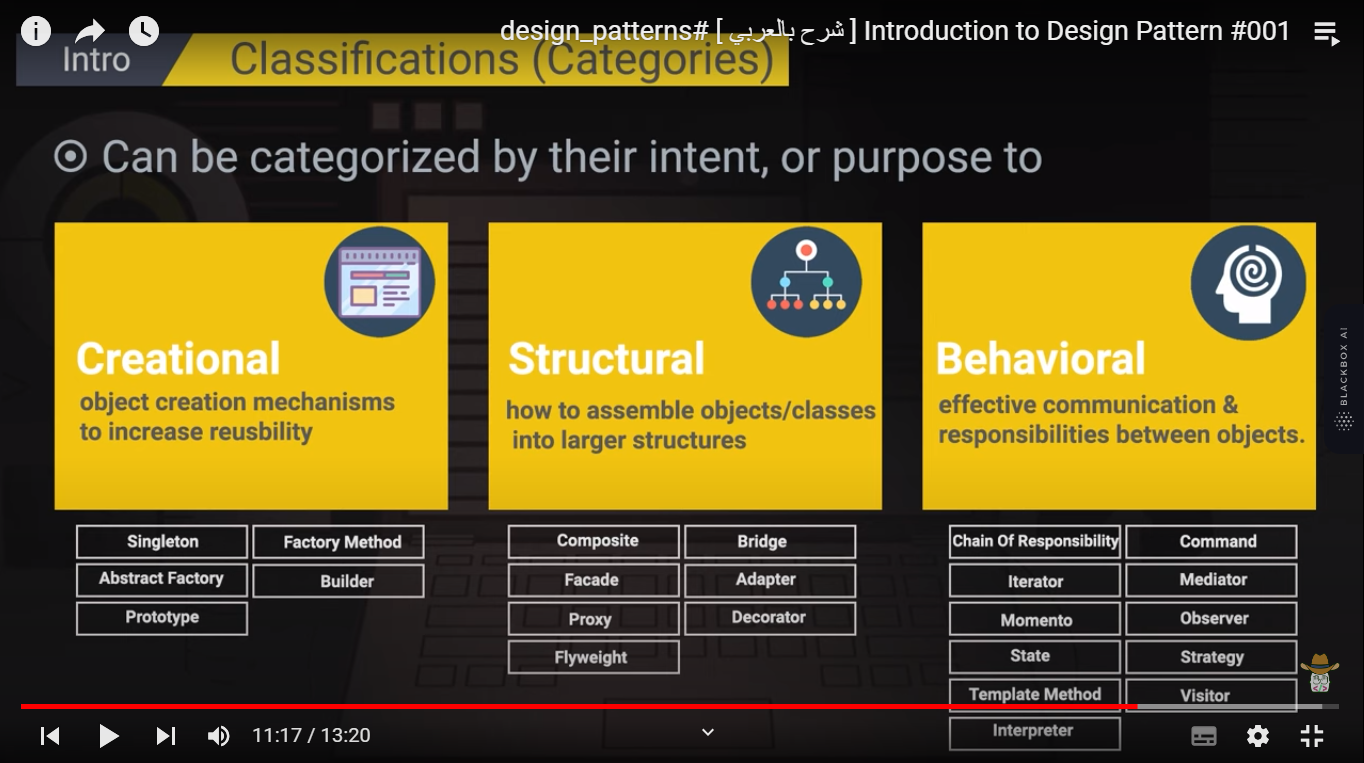 design_patterns# [ شرح بالعربي ] Introduction to Design Pattern #001
Intro
Classifications (Categories)
Can be categorized by their intent, or purpose to
Creational
object creation mechanisms
to increase reusbility
Structural
how to assemble objects/classes
into larger structures
Behavioral
effective communication &
responsibilities between objects.
Singleton
Factory Method
Abstract Factory
Builder
Prototype
Composite
Bridge
Facade
Adapter
Proxy
Decorator
Flyweight
Chain Of Responsibility
Command
Iterator
Mediator
Momento
Observer
State
Strategy
Template Method
Visitor
Interpreter
BLACKBOX AI
11:17 / 13:20